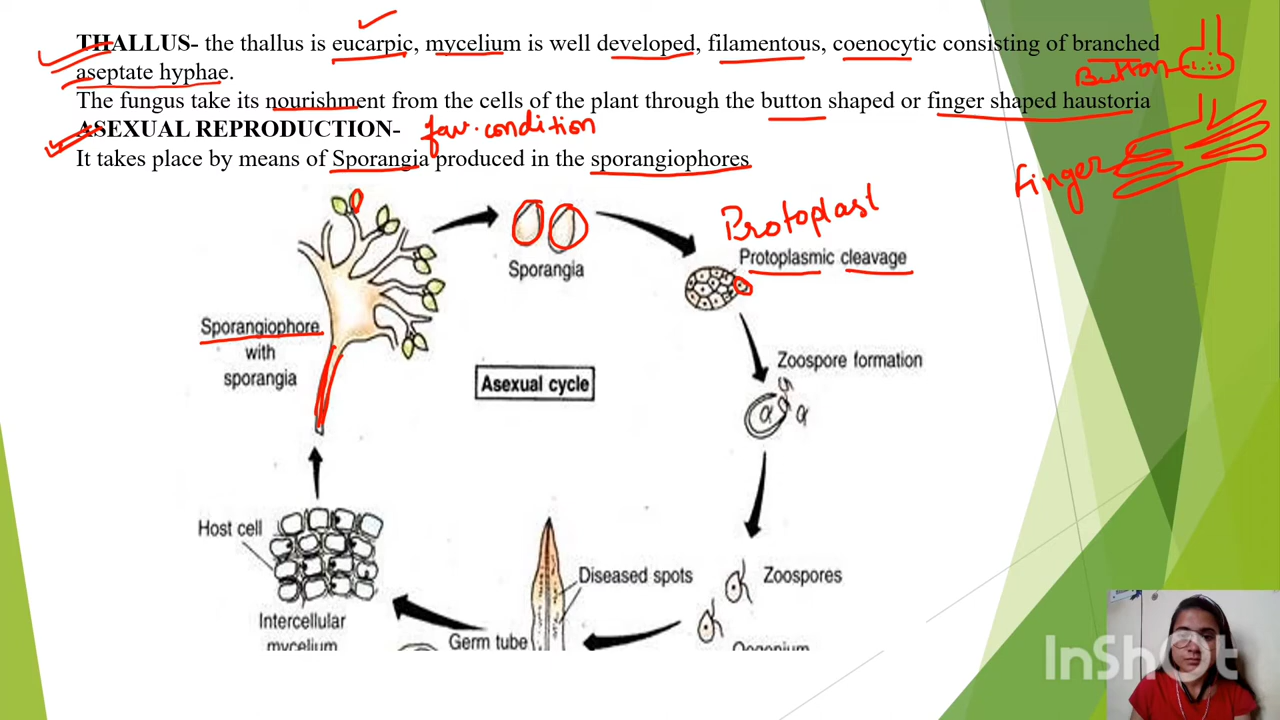 THALLUS- the thallus is eucarpic, mycelium is well developed, filamentous, coenocytic consisting of branched
aseptate hyphae.
Button
The fungus take its nourishment from the cells of the plant through the button shaped or finger shaped haustoria
ASEXUAL REPRODUCTION- fav. condition
It takes place by means of Sporangia produced in the sporangiophores
Finger
Protoplast
Protoplasmic cleavage
Sporangia
Sporangiophore
with
sporangia
Zoospore formation
Asexual cycle
Host cell
Diseased spots
Zoospores
Intercellular
mycelium
Germ tube
Oogonium
InShOt